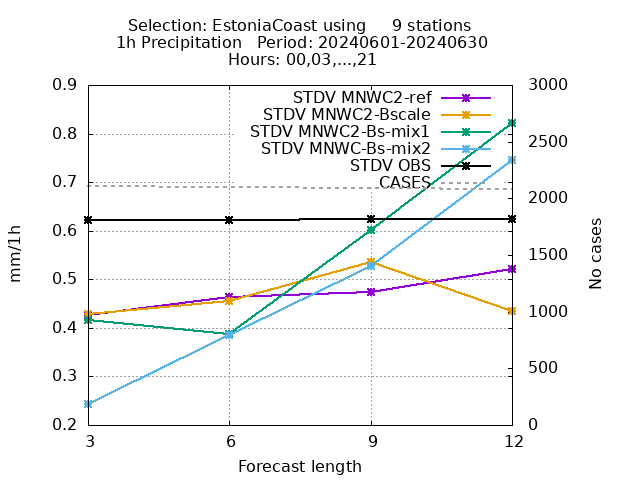 Selection: EstoniaCoast using     9 stations
1h Precipitation   Period: 20240601-20240630
Hours: 00,03,...,21
STDV MNWC2-ref
STDV MNWC2-Bscale
STDV MNWC2-Bs-mix1
STDV MNWC-Bs-mix2
STDV OBS
CASES
mm/1h
0.9
0.8
0.7
0.6
0.5
0.4
0.3
0.2
3000
2500
2000
1500
1000
500
0
No cases
3 6 9 12
Forecast length